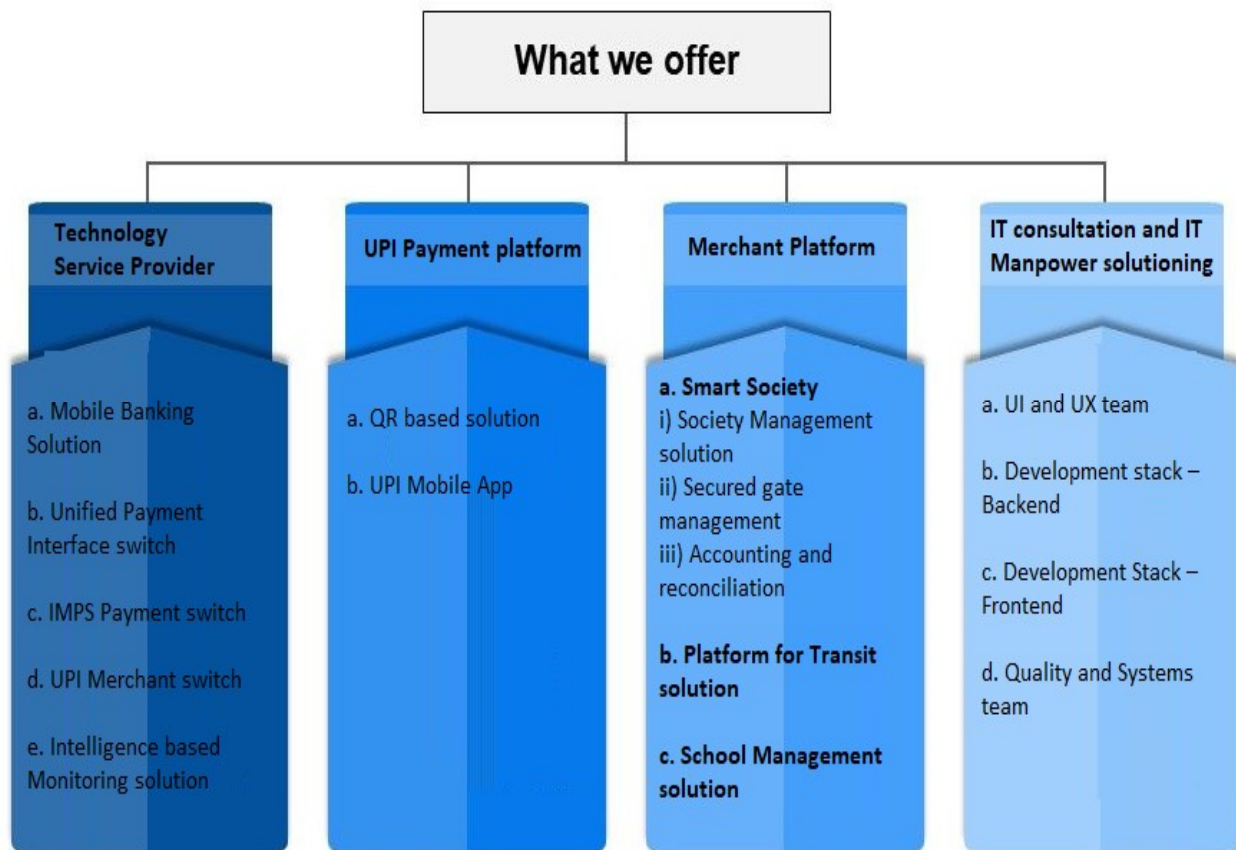 What we offer
Technology
Service Provider
a. Mobile Banking
Solution
b. Unified Payment
Interface switch
c. IMPS Payment switch
d. UPI Merchant switch
e. Intelligence based
Monitoring solution
UPI Payment platform
a. QR based solution
b. UPI Mobile App
Merchant Platform
a. Smart Society
i) Society Management
solution
ii) Secured gate
management
iii) Accounting and
reconciliation
b. Platform for Transit
solution
c. School Management
solution
IT consultation and IT
Manpower solutioning
a. UI and UX team
b. Development stack –
Backend
c. Development Stack –
Frontend
d. Quality and Systems
team